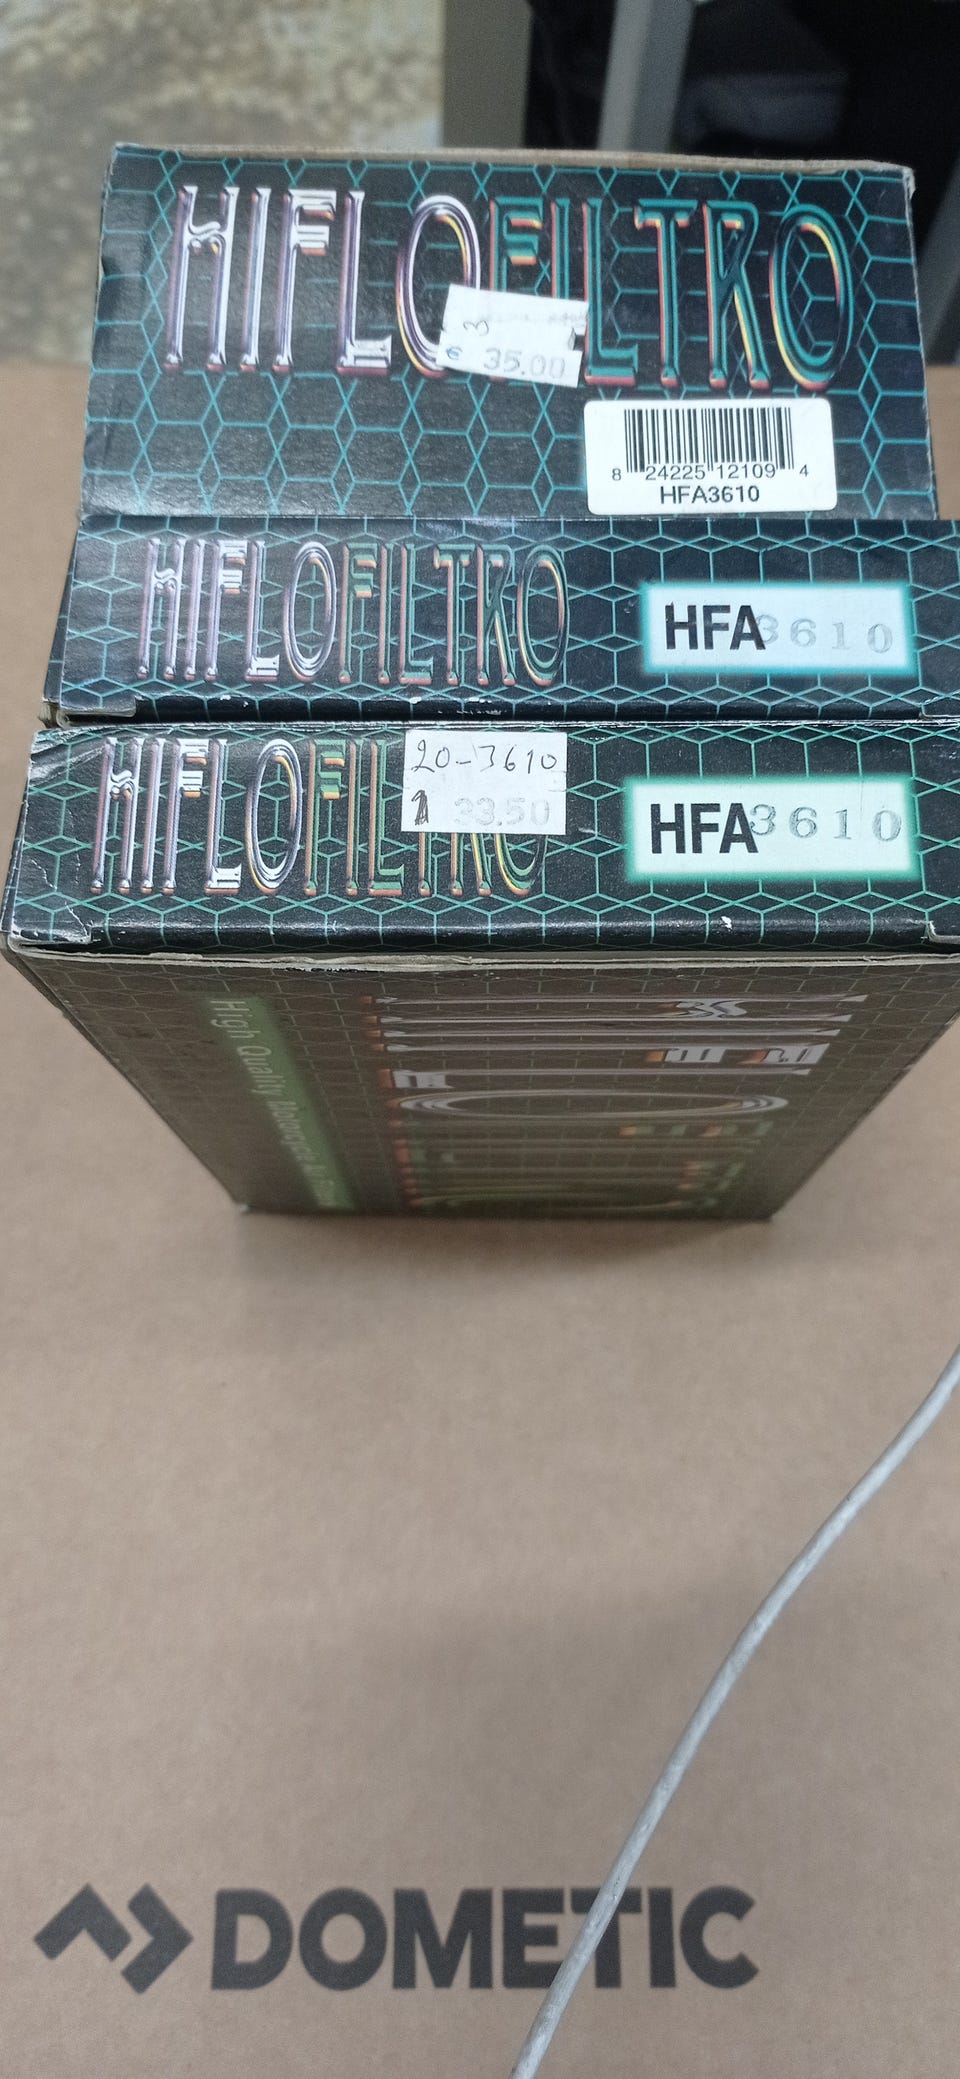 HIFLOFILTRO
3
€ 35.00
8 24225 12109 4
HFA3610
HIFLOFILTRO
HFA3610
HIFLOFILTRO
20-3610
1 33.50
HFA3610
High Quality
DOMETIC